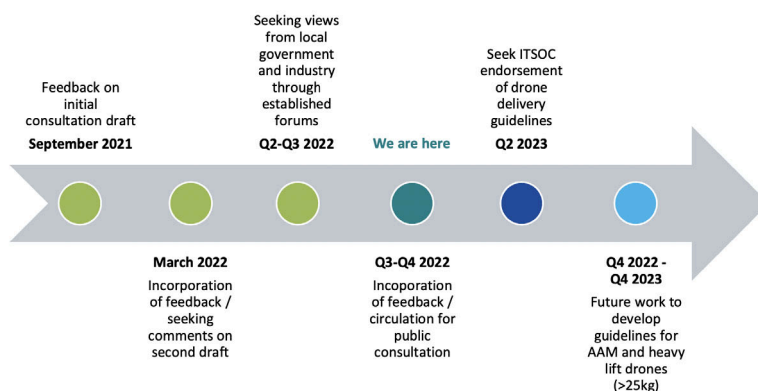 Feedback on
initial
consultation draft
September 2021
Seeking views
from local
government
and industry
through
established
forums
Q2-Q3 2022
We are here
Seek ITSOC
endorsement
of drone
delivery
guidelines
Q2 2023
March 2022
Incorporation
of feedback /
seeking
comments on
second draft
Q3-Q4 2022
Incoporation of
feedback /
circulation for
public
consultation
Q4 2022 -
Q4 2023
Future work to
develop
guidelines for
AAM and heavy
lift drones
(>25kg)